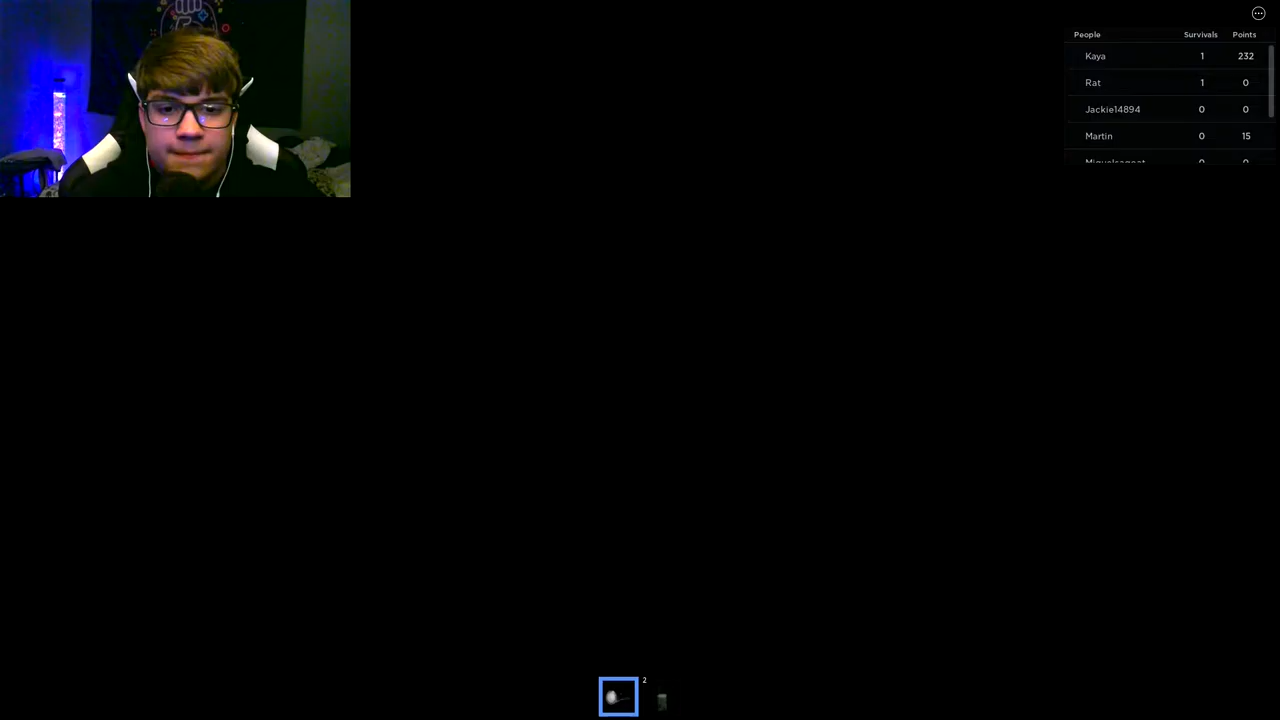 People Survivals Points
Kaya 1 232
Rat 1 0
Jackie14894 0 0
Martin 0 15
2